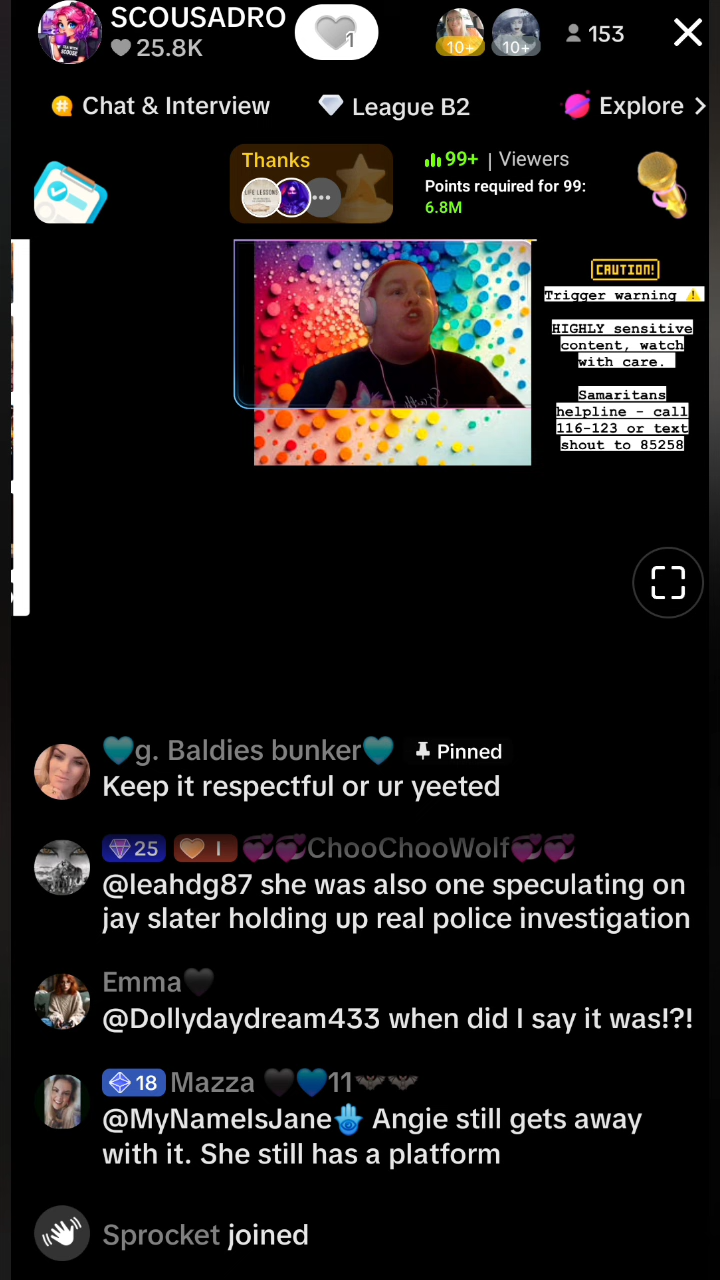 SCOUSADRO
25.8K
1
10+
10+
153
Chat & Interview
League B2
Explore
Thanks
LIFE LESSONS
99+ | Viewers
Points required for 99:
6.8M
CAUTION!
Trigger warning ⚠️
HIGHLY sensitive
content, watch
with care.
Samaritans
helpline - call
116-123 or text
shout to 85258
🩵g. Baldies bunker🩵 Pinned
Keep it respectful or ur yeeted
25 I 💞💞ChooChooWolf💞💞
@leahdg87 she was also one speculating on
jay slater holding up real police investigation
Emma🖤
@Dollydaydream433 when did I say it was!?!
18 Mazza 🖤💙11🦇🦇
@MyNameIsJane🪬 Angie still gets away
with it. She still has a platform
Sprocket joined